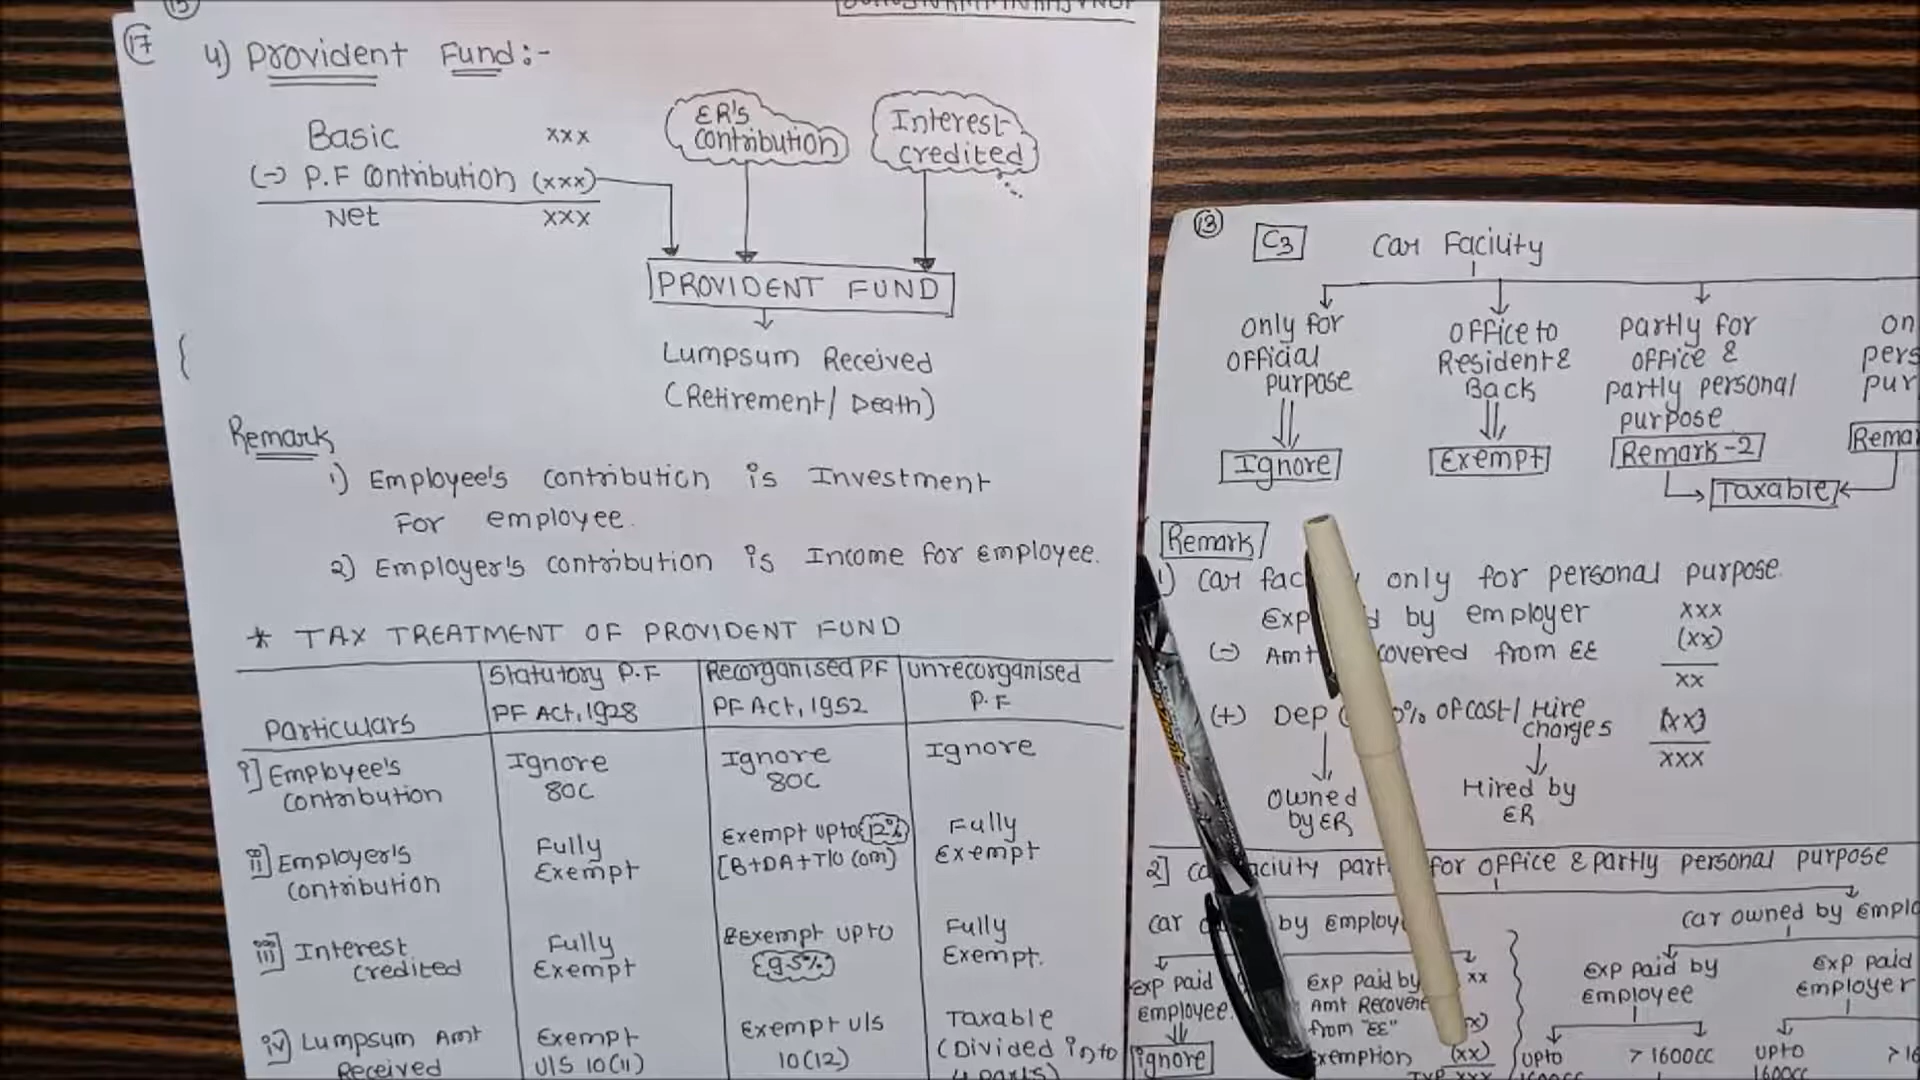 17
4) Provident Fund:-
Basic xxx
(-) P.F Contribution (xxx)
Net xxx
ER's contribution
Interest credited
PROVIDENT FUND
Lumpsum Received
(Retirement/ Death)
Remark
1) Employee's contribution is Investment
For employee.
2) Employer's contribution is Income for Employee.
* TAX TREATMENT OF PROVIDENT FUND
Particulars
Statutory P.F
PF Act, 1928
Recorganised PF
PF Act, 1952
unrecorganised
P.F
i] Employee's
contribution
Ignore
80C
Ignore
80C
Ignore
ii] Employer's
contribution
Fully
Exempt
Exempt upto 12%
[B+DA+T/O Com]
Fully
Exempt
iii] Interest
Credited
Fully
Exempt
Exempt upto
9.5%
Fully
Exempt.
iv] Lumpsum Amt
Received
Exempt
U/S 10(11)
Exempt u/s
10(12)
Taxable
(Divided into
13
C3
Car Facility
only for
official
purpose
Ignore
office to
Resident &
Back
Exempt
Partly for
office &
partly personal
purpose
Remark-2
Taxable
Remark
1) Car only for personal purpose.
by employer xxx
(-) Amt from EE (xx)
xx
(+) Dep % of cost/ Hire
charges (xx)
xxx
Owned
by ER
Hired by
ER
2] for office & partly personal purpose
Car by
Exp paid
employee.
ignore
Exp paid by xx
Amt
from "EE"
(xx)
Car owned by
Exp paid by
Employee
Exp paid
employer
upto
> 1600cc
upto
1600cc